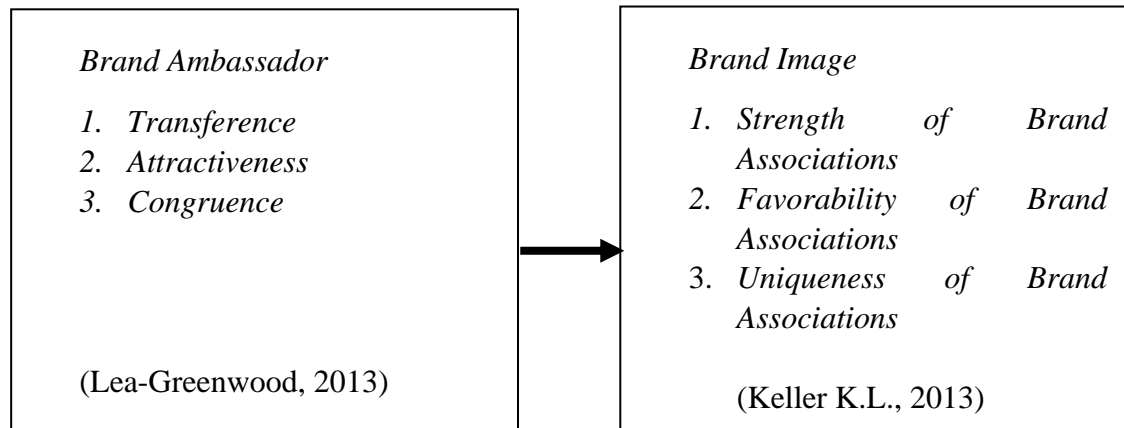 Brand Ambassador
1. Transference
2. Attractiveness
3. Congruence
(Lea-Greenwood, 2013)
Brand Image
1. Strength of Brand
Associations
2. Favorability of Brand
Associations
3. Uniqueness of Brand
Associations
(Keller K.L., 2013)